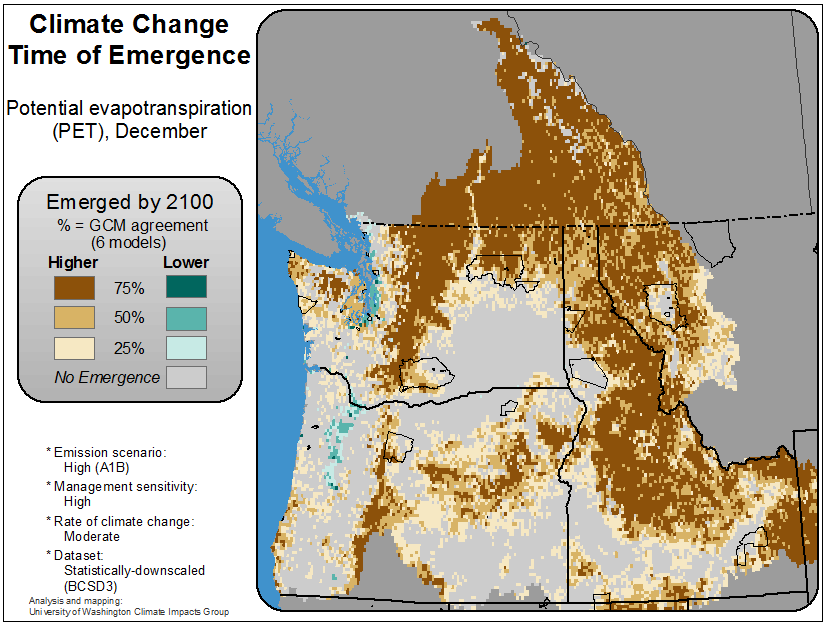 Climate Change
Time of Emergence
Potential evapotranspiration
(PET), December
Emerged by 2100
% = GCM agreement
(6 models)
Higher Lower
75%
50%
25%
No Emergence
* Emission scenario:
High (A1B)
* Management sensitivity:
High
* Rate of climate change:
Moderate
* Dataset:
Statistically-downscaled
(BCSD3)
Analysis and mapping:
University of Washington Climate Impacts Group